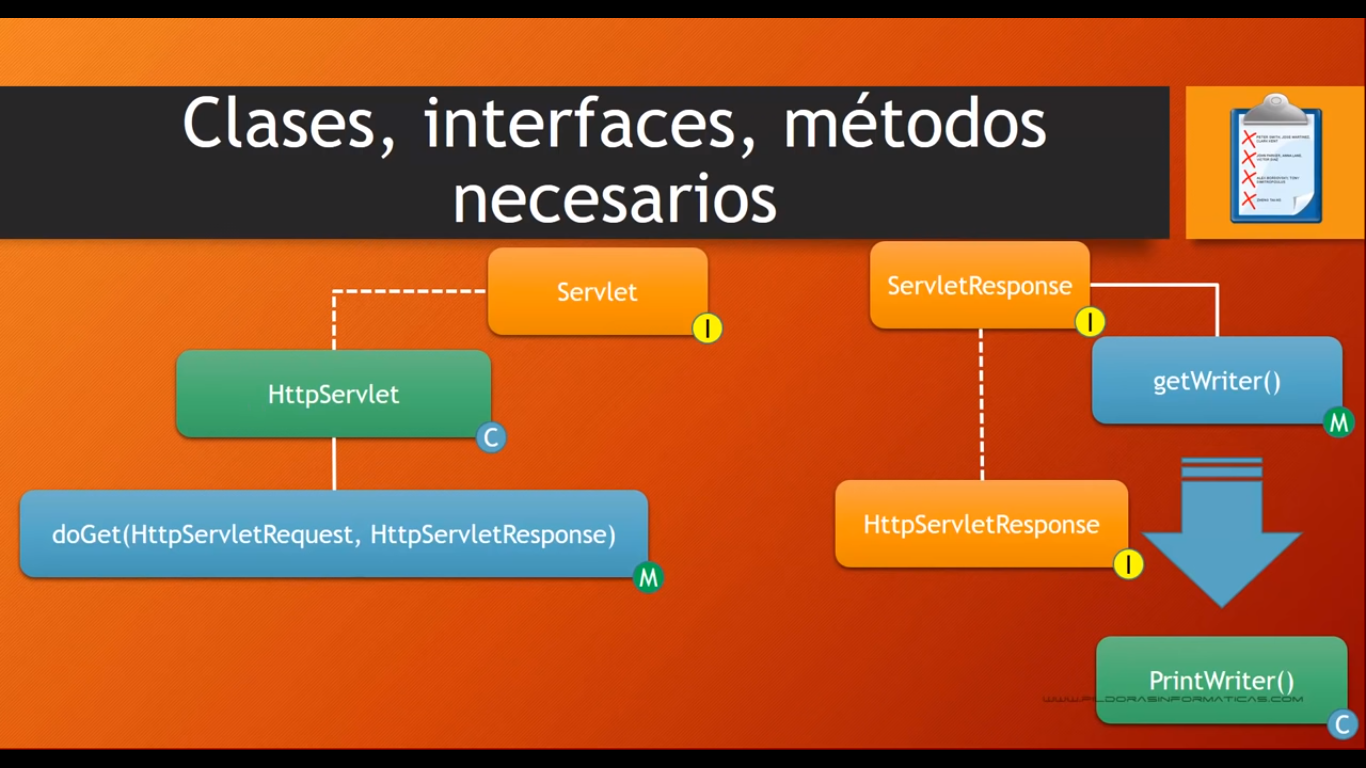 Clases, interfaces, métodos
necesarios
Servlet
I
ServletResponse
I
HttpServlet
C
getWriter()
M
doGet(HttpServletRequest, HttpServletResponse)
M
HttpServletResponse
I
PrintWriter()
C
WWW.PILDORASINFORMATICAS.COM